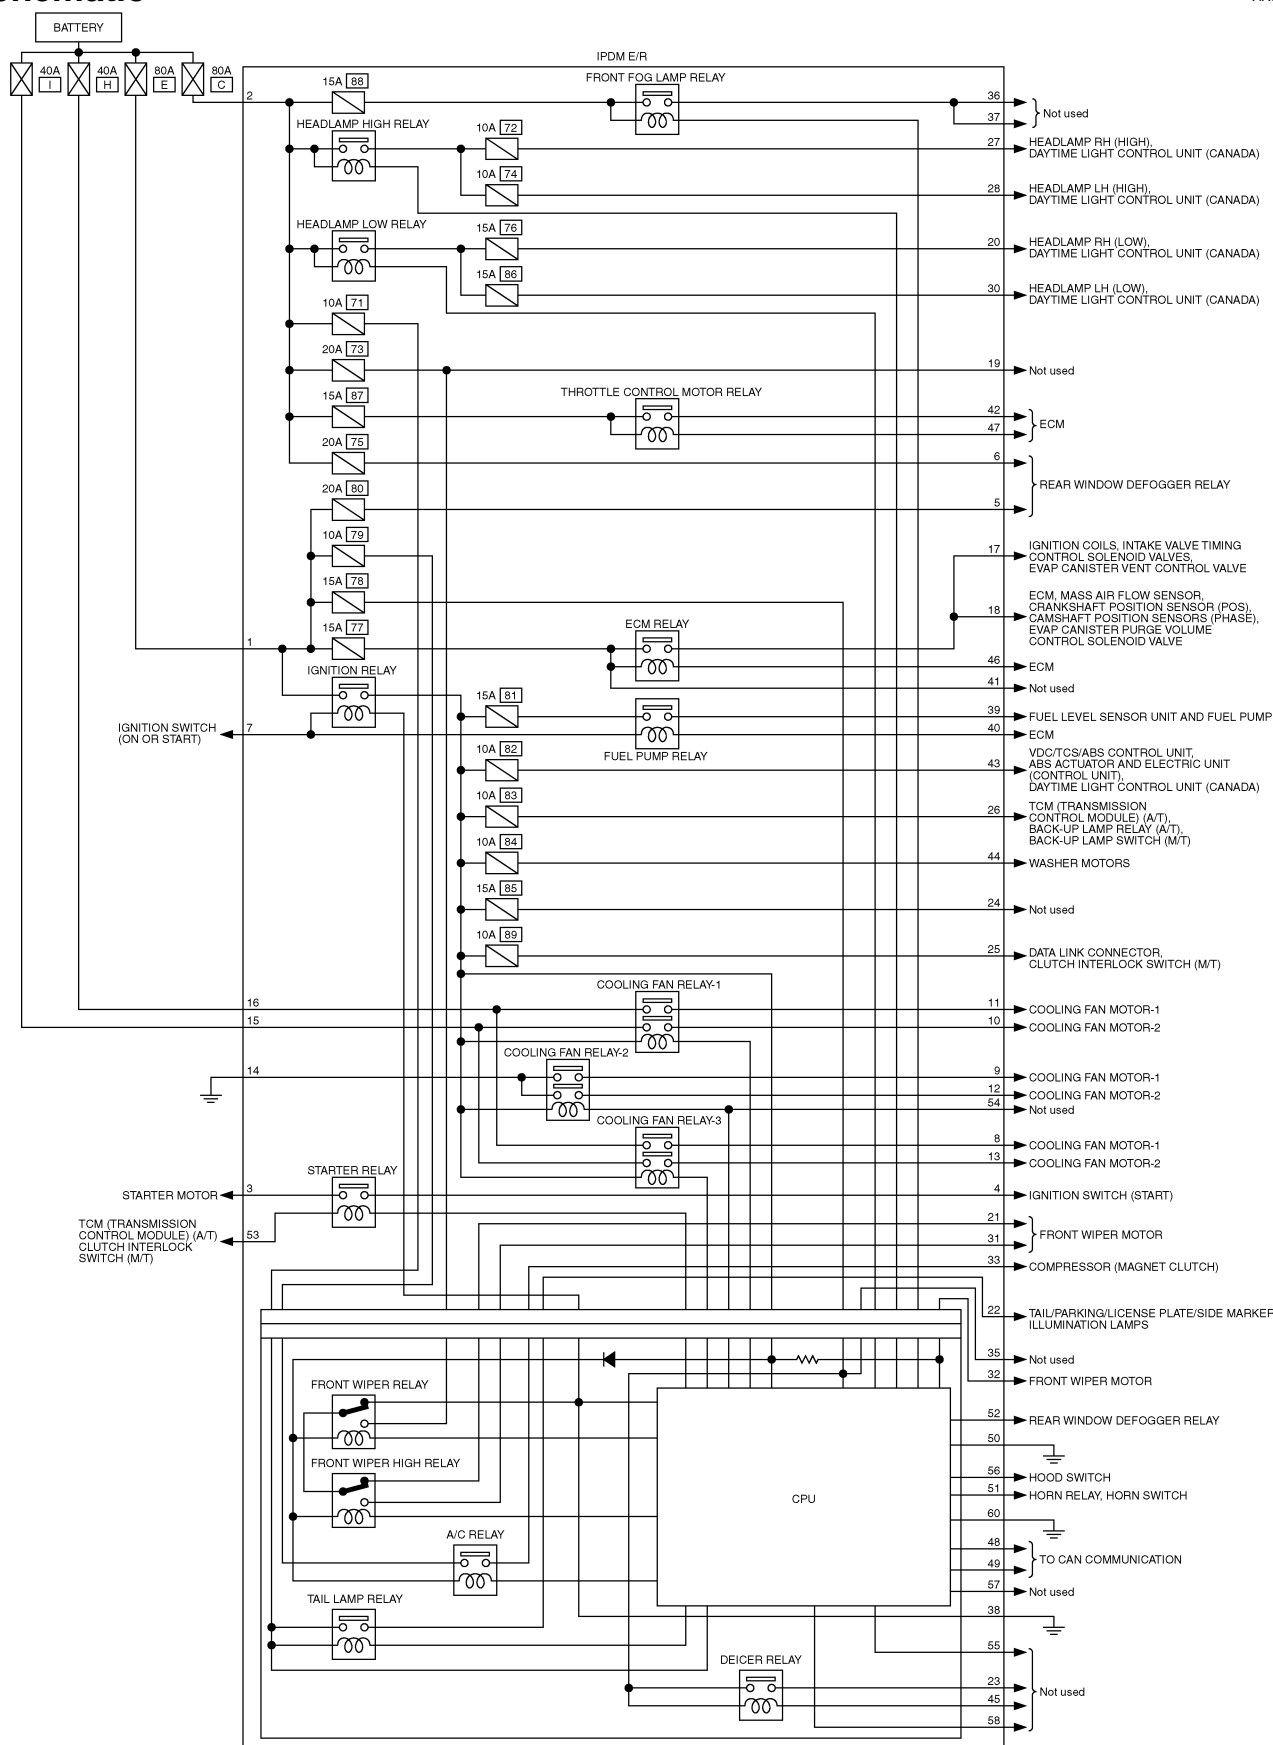 BATTERY
40A
I
40A
H
80A
E
80A
C
IPDM E/R
2
15A 88
FRONT FOG LAMP RELAY
36
37
Not used
HEADLAMP HIGH RELAY
10A 72
27
HEADLAMP RH (HIGH),
DAYTIME LIGHT CONTROL UNIT (CANADA)
10A 74
28
HEADLAMP LH (HIGH),
DAYTIME LIGHT CONTROL UNIT (CANADA)
HEADLAMP LOW RELAY
15A 76
20
HEADLAMP RH (LOW),
DAYTIME LIGHT CONTROL UNIT (CANADA)
15A 86
30
HEADLAMP LH (LOW),
DAYTIME LIGHT CONTROL UNIT (CANADA)
10A 71
20A 73
19
Not used
15A 87
THROTTLE CONTROL MOTOR RELAY
42
47
ECM
20A 75
6
REAR WINDOW DEFOGGER RELAY
20A 80
5
10A 79
17
IGNITION COILS, INTAKE VALVE TIMING
CONTROL SOLENOID VALVES,
EVAP CANISTER VENT CONTROL VALVE
15A 78
18
ECM, MASS AIR FLOW SENSOR,
CRANKSHAFT POSITION SENSOR (POS),
CAMSHAFT POSITION SENSORS (PHASE),
EVAP CANISTER PURGE VOLUME
CONTROL SOLENOID VALVE
1
15A 77
ECM RELAY
46
ECM
41
Not used
IGNITION RELAY
15A 81
39
FUEL LEVEL SENSOR UNIT AND FUEL PUMP
IGNITION SWITCH
(ON OR START)
7
40
ECM
FUEL PUMP RELAY
10A 82
43
VDC/TCS/ABS CONTROL UNIT,
ABS ACTUATOR AND ELECTRIC UNIT
(CONTROL UNIT),
DAYTIME LIGHT CONTROL UNIT (CANADA)
10A 83
26
TCM (TRANSMISSION
CONTROL MODULE) (A/T),
BACK-UP LAMP RELAY (A/T),
BACK-UP LAMP SWITCH (M/T)
10A 84
44
WASHER MOTORS
15A 85
24
Not used
10A 89
25
DATA LINK CONNECTOR,
CLUTCH INTERLOCK SWITCH (M/T)
COOLING FAN RELAY-1
16
11
COOLING FAN MOTOR-1
15
10
COOLING FAN MOTOR-2
COOLING FAN RELAY-2
14
9
COOLING FAN MOTOR-1
12
COOLING FAN MOTOR-2
54
Not used
COOLING FAN RELAY-3
8
COOLING FAN MOTOR-1
13
COOLING FAN MOTOR-2
STARTER RELAY
STARTER MOTOR
3
4
IGNITION SWITCH (START)
TCM (TRANSMISSION
CONTROL MODULE) (A/T)
CLUTCH INTERLOCK
SWITCH (M/T)
53
21
31
FRONT WIPER MOTOR
33
COMPRESSOR (MAGNET CLUTCH)
22
TAIL/PARKING/LICENSE PLATE/SIDE MARKER
ILLUMINATION LAMPS
35
Not used
32
FRONT WIPER MOTOR
FRONT WIPER RELAY
52
REAR WINDOW DEFOGGER RELAY
50
FRONT WIPER HIGH RELAY
56
HOOD SWITCH
51
HORN RELAY, HORN SWITCH
CPU
60
A/C RELAY
48
49
TO CAN COMMUNICATION
57
Not used
TAIL LAMP RELAY
38
55
DEICER RELAY
23
45
58
Not used